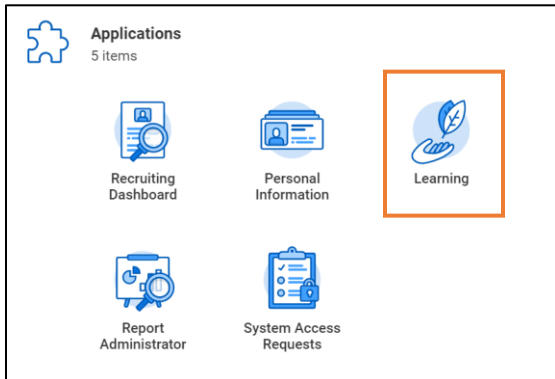 Applications
5 items
Recruiting
Dashboard
Personal
Information
Learning
Report
Administrator
System Access
Requests